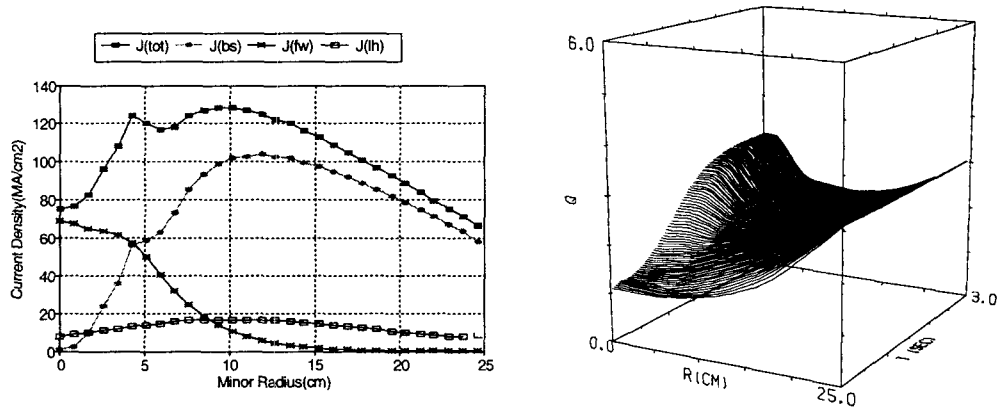 J(tot) J(bs) J(fw) J(lh)
Current Density(MA/cm2)
140
120
100
80
60
40
20
0
0 5 10 15 20 25
Minor Radius(cm)
6.0
Q
0.0
R(CM)
25.0
T (SEC)
3.0